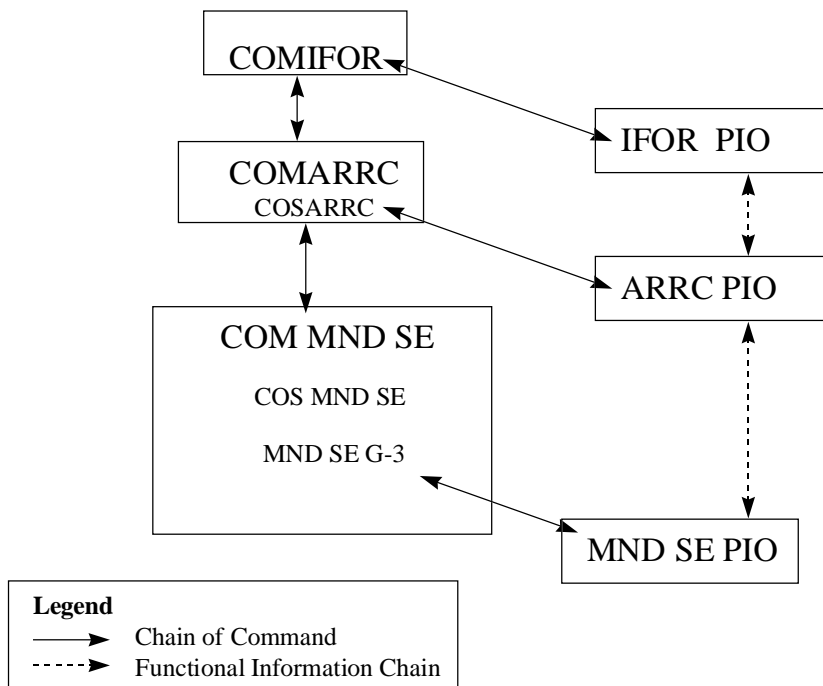 COMIFOR
IFOR PIO
COMARRC
COSARRC
ARRC PIO
COM MND SE
COS MND SE
MND SE G-3
MND SE PIO
Legend
Chain of Command
Functional Information Chain